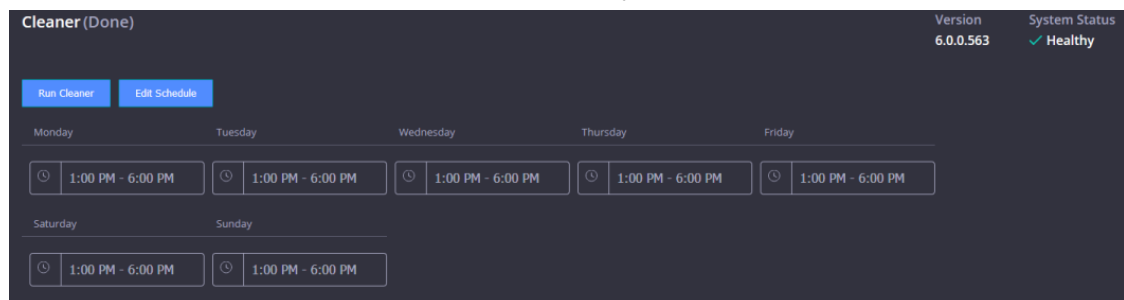 Cleaner (Done)
Version
System Status
6.0.0.563
Healthy
Run Cleaner
Edit Schedule
Monday
Tuesday
Wednesday
Thursday
Friday
1:00 PM - 6:00 PM
1:00 PM - 6:00 PM
1:00 PM - 6:00 PM
1:00 PM - 6:00 PM
1:00 PM - 6:00 PM
Saturday
Sunday
1:00 PM - 6:00 PM
1:00 PM - 6:00 PM